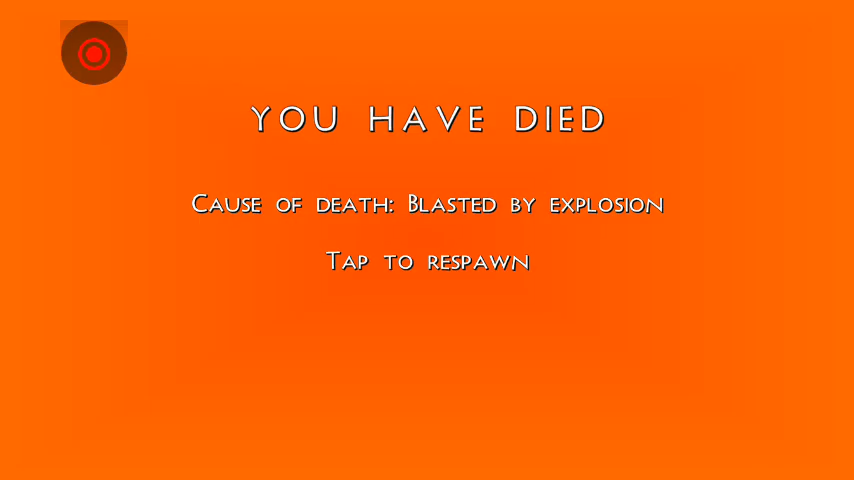 YOU HAVE DIED
Cause of death: Blasted by explosion
Tap to respawn